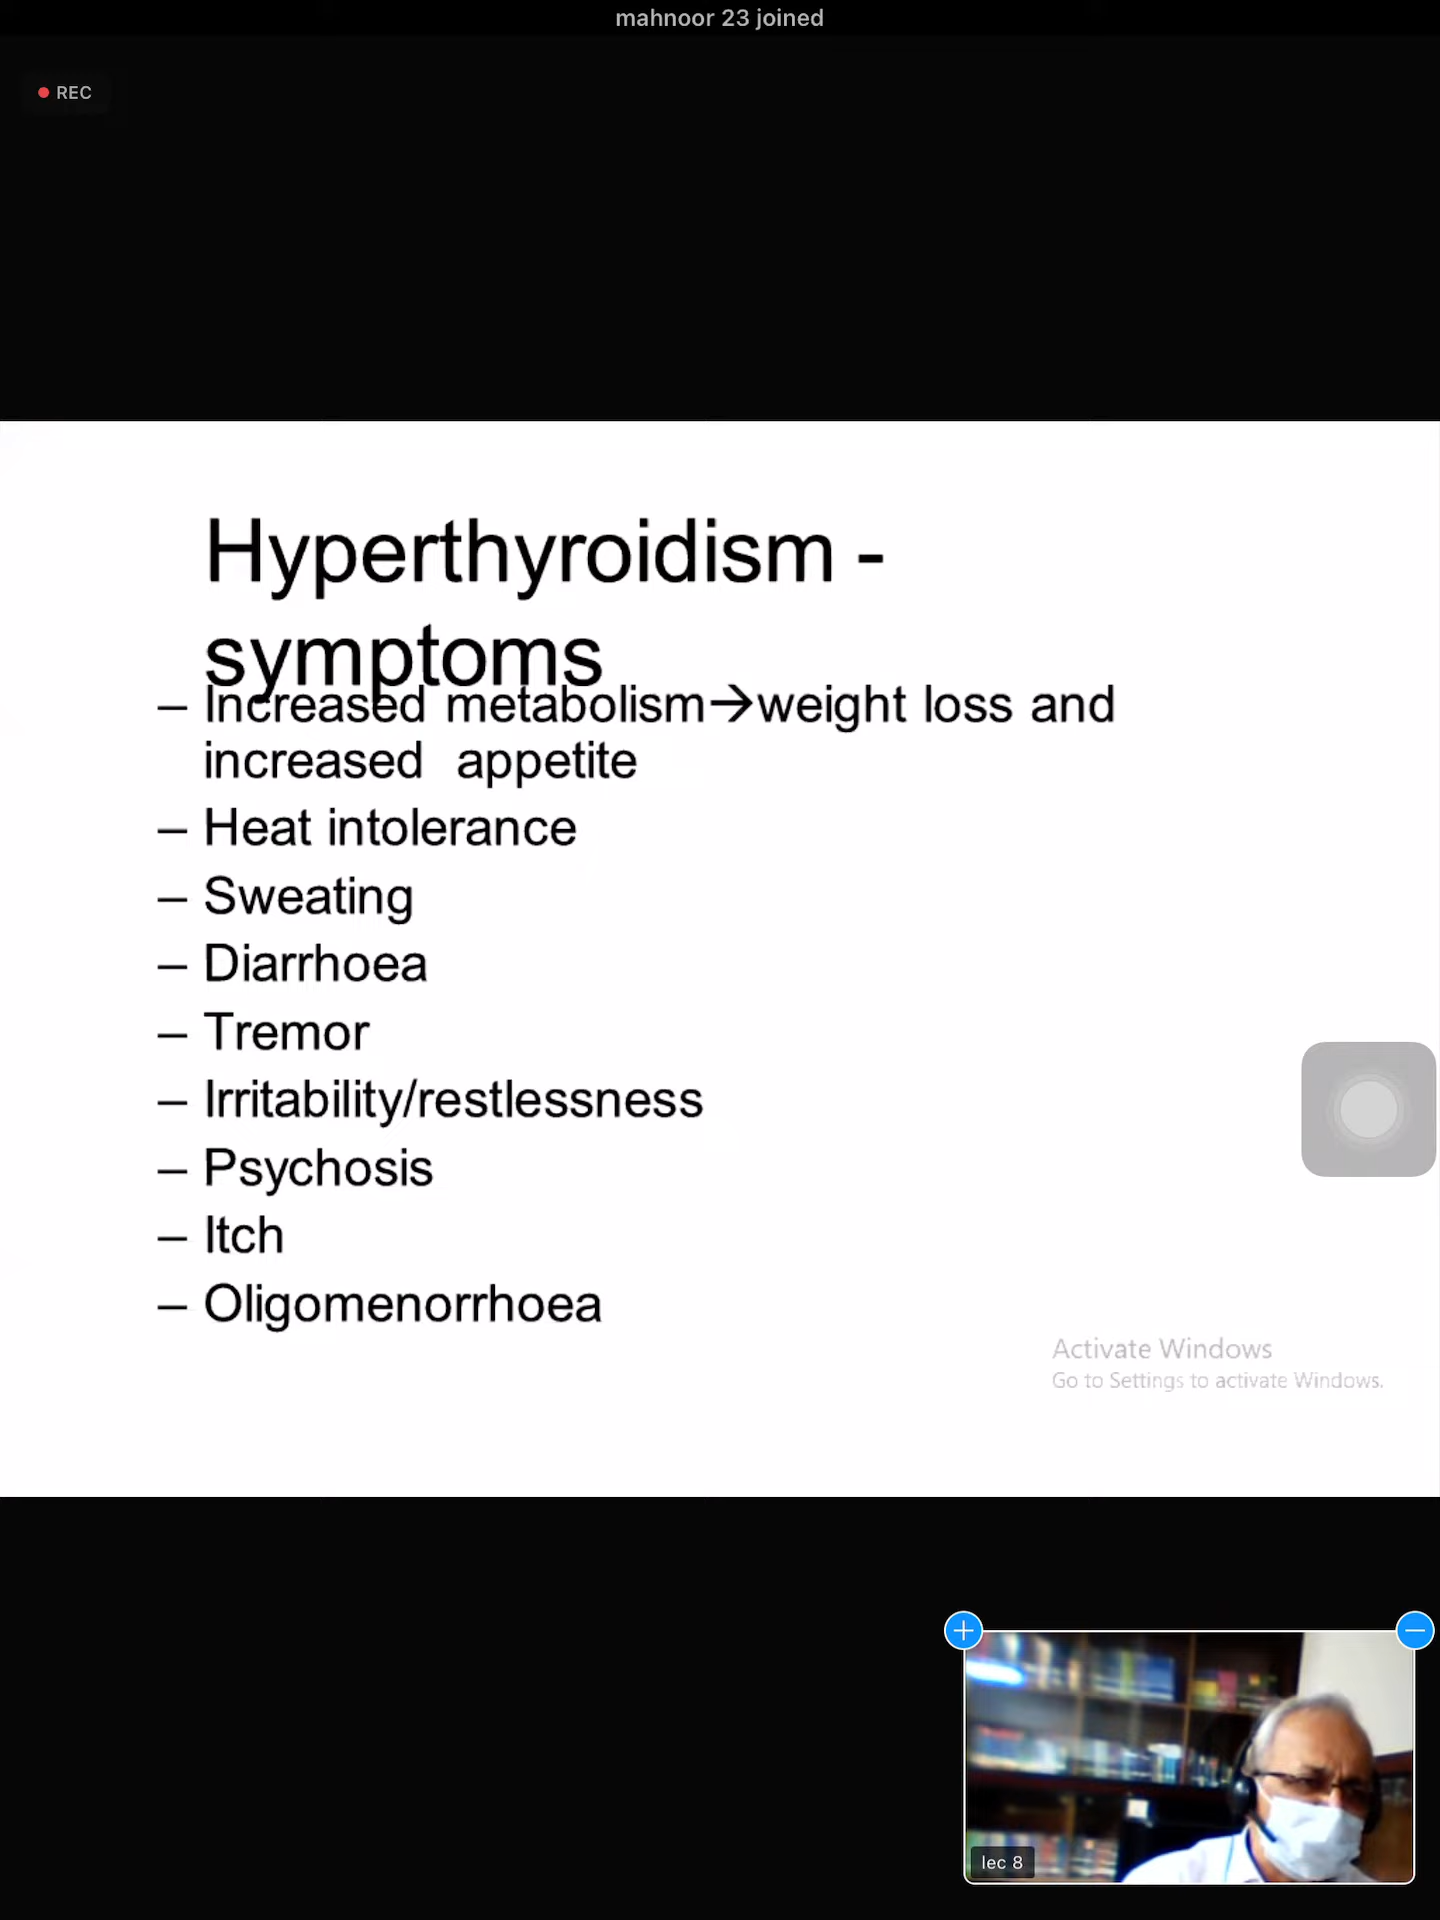 mahnoor 23 joined
REC
Hyperthyroidism -
symptoms
– Increased metabolism→weight loss and
increased appetite
– Heat intolerance
– Sweating
– Diarrhoea
– Tremor
– Irritability/restlessness
– Psychosis
– Itch
– Oligomenorrhoea
Activate Windows
Go to Settings to activate Windows.
lec 8